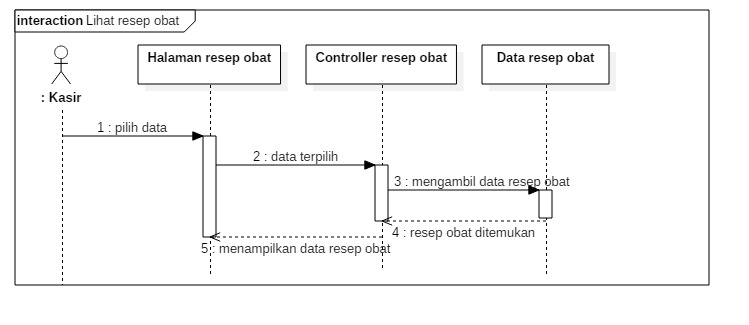 interaction Lihat resep obat
Halaman resep obat
Controller resep obat
Data resep obat
: Kasir
1 : pilih data
2 : data terpilih
3 : mengambil data resep obat
4 : resep obat ditemukan
5 : menampilkan data resep obat